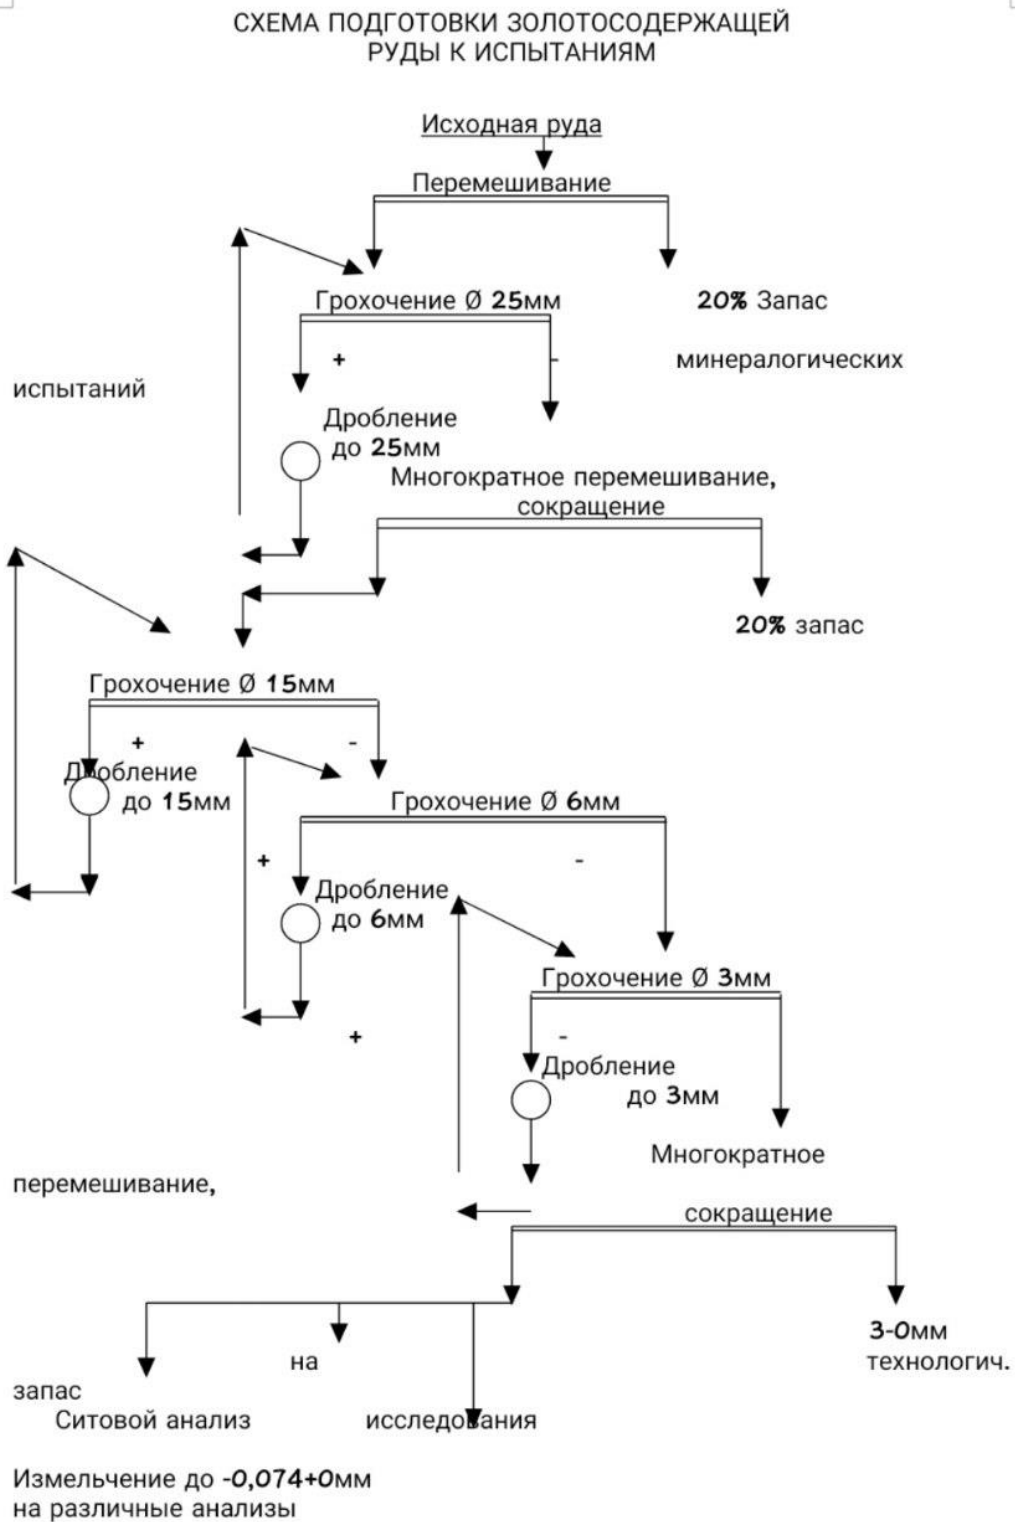 СХЕМА ПОДГОТОВКИ ЗОЛОТОСОДЕРЖАЩЕЙ
РУДЫ К ИСПЫТАНИЯМ
Исходная руда
Перемешивание
Грохочение Ø 25мм
20% Запас
+
-
минералогических
испытаний
Дробление
до 25мм
Многократное перемешивание,
сокращение
20% запас
Грохочение Ø 15мм
+
-
Дробление
до 15мм
Грохочение Ø 6мм
+
-
Дробление
до 6мм
Грохочение Ø 3мм
+
-
Дробление
до 3мм
Многократное
перемешивание,
сокращение
3-0мм
на
технологич.
запас
Ситовой анализ
исследования
Измельчение до -0,074+0мм
на различные анализы